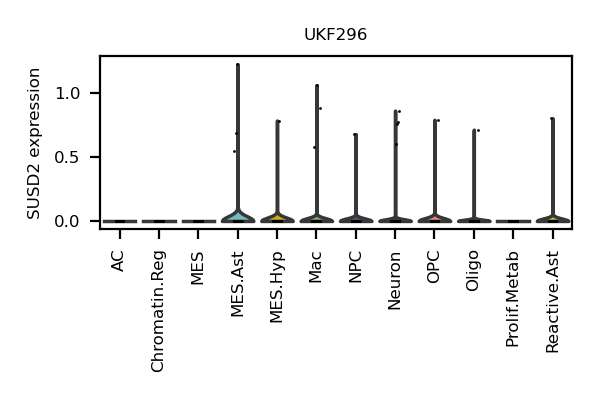 UKF296
SUSD2 expression
1.0
0.5
0.0
AC
Chromatin.Reg
MES
MES.Ast
MES.Hyp
Mac
NPC
Neuron
OPC
Oligo
Prolif.Metab
Reactive.Ast